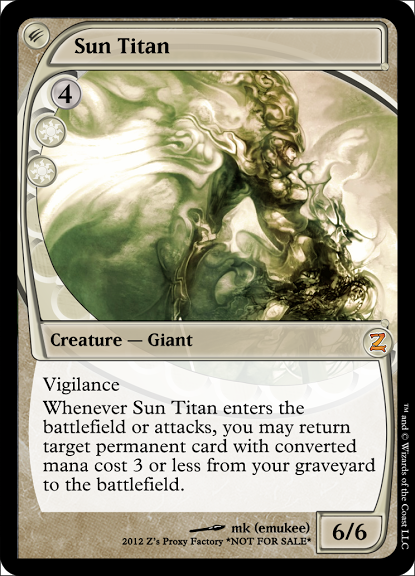 Sun Titan
4
Creature — Giant
Z
Vigilance
Whenever Sun Titan enters the
battlefield or attacks, you may return
target permanent card with converted
mana cost 3 or less from your graveyard
to the battlefield.
mk (emukee)
2012 Z's Proxy Factory *NOT FOR SALE*
6/6
™ and © Wizards of the Coast LLC